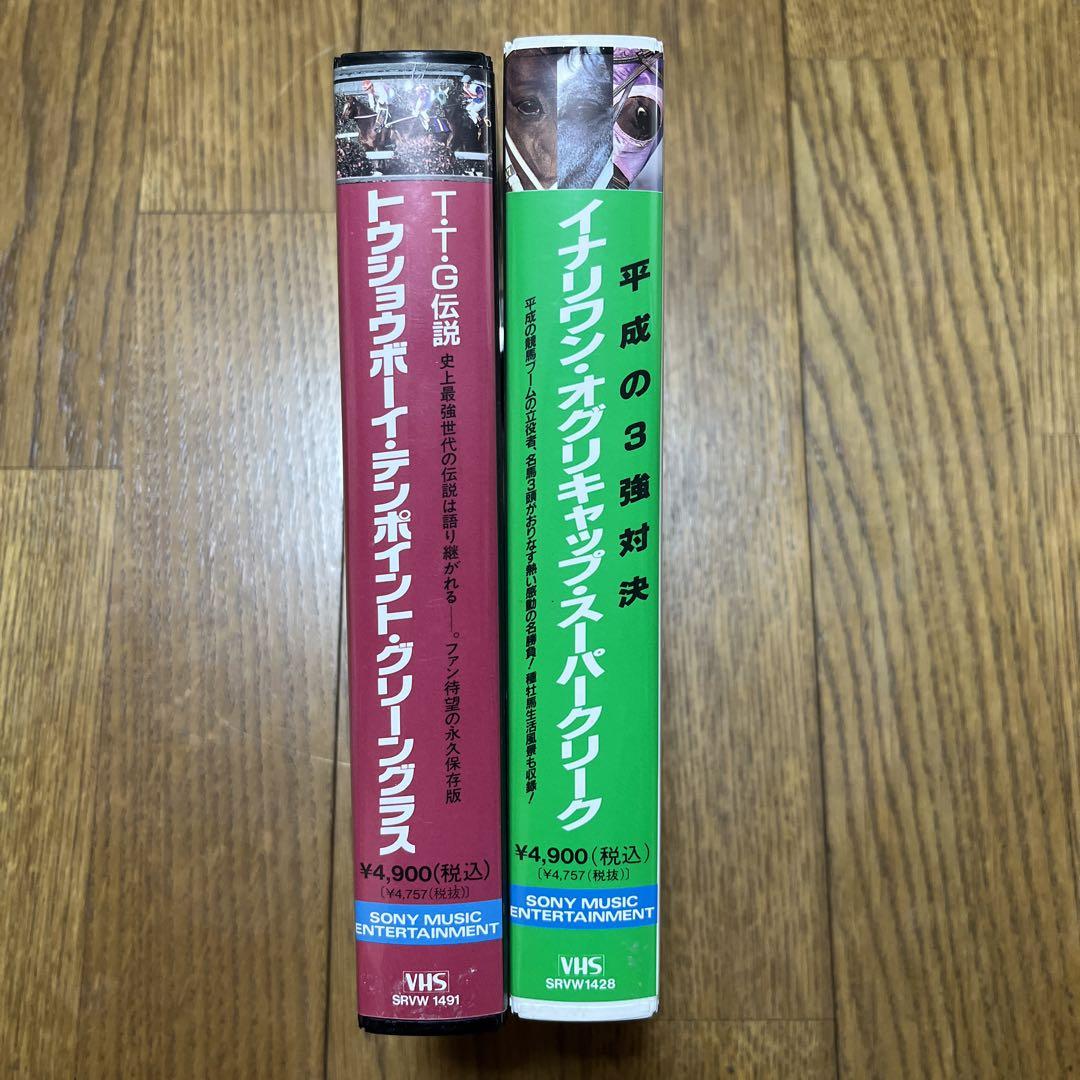 T・T・G伝説
史上最強世代の伝説は語り継がれる——。ファン待望の永久保存版
トウショウボーイ・テンポイント・グリーングラス
¥4,900(税込)
〔¥4,757(税抜)〕
SONY MUSIC
ENTERTAINMENT
VHS
SRVW 1491
平成の3強対決
イナリワン・オグリキャップ・スーパークリーク
平成の競馬ブームの立役者、名馬3頭がおりなす熱い感動の名勝負!種牡馬生活風景も収録!
¥4,900(税込)
〔¥4,757(税抜)〕
SONY MUSIC
ENTERTAINMENT
VHS
SRVW1428